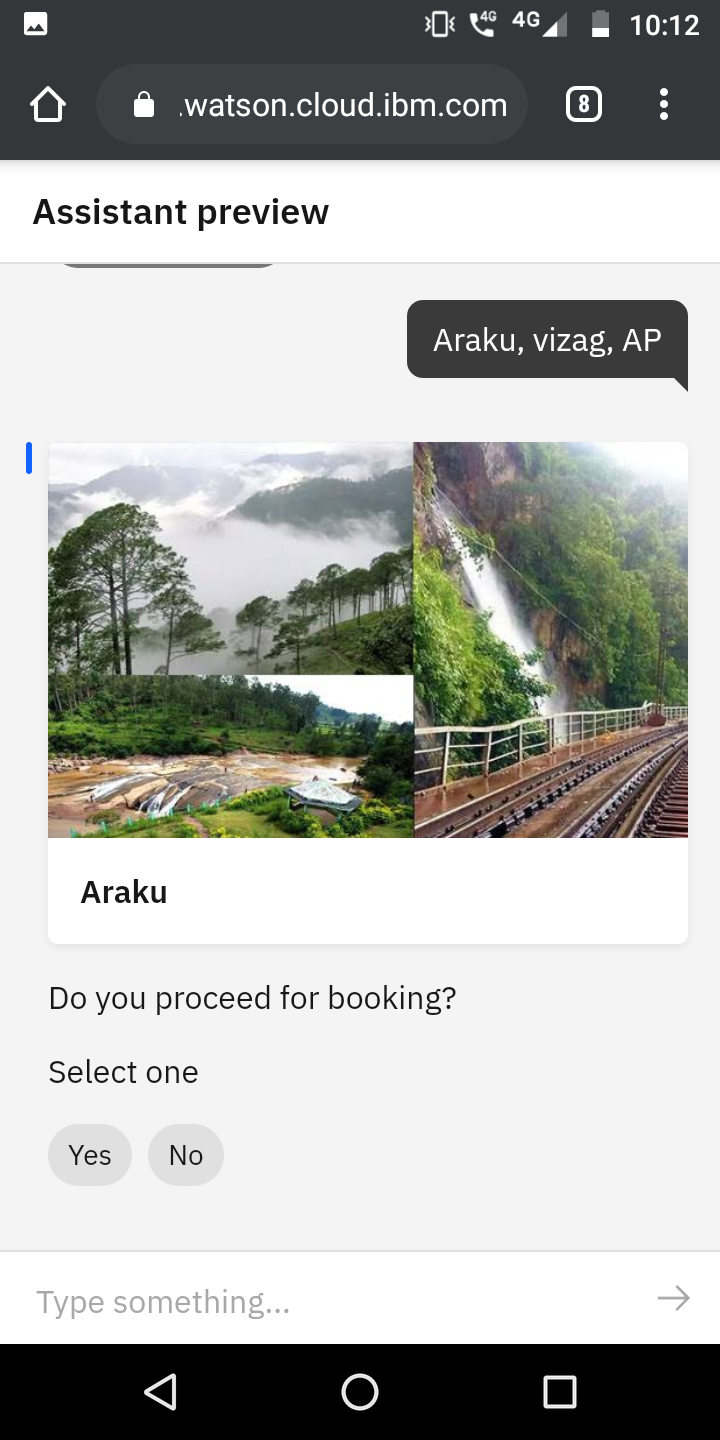 4G 4G 10:12
.watson.cloud.ibm.com 8
Assistant preview
Araku, vizag, AP
Araku
Do you proceed for booking?
Select one
Yes No
Type something...